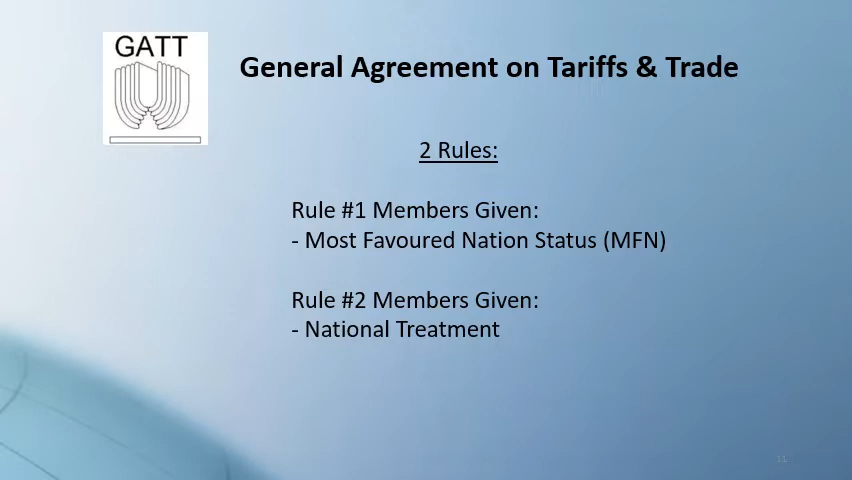 GATT
General Agreement on Tariffs & Trade
2 Rules:
Rule #1 Members Given:
- Most Favoured Nation Status (MFN)
Rule #2 Members Given:
- National Treatment
11